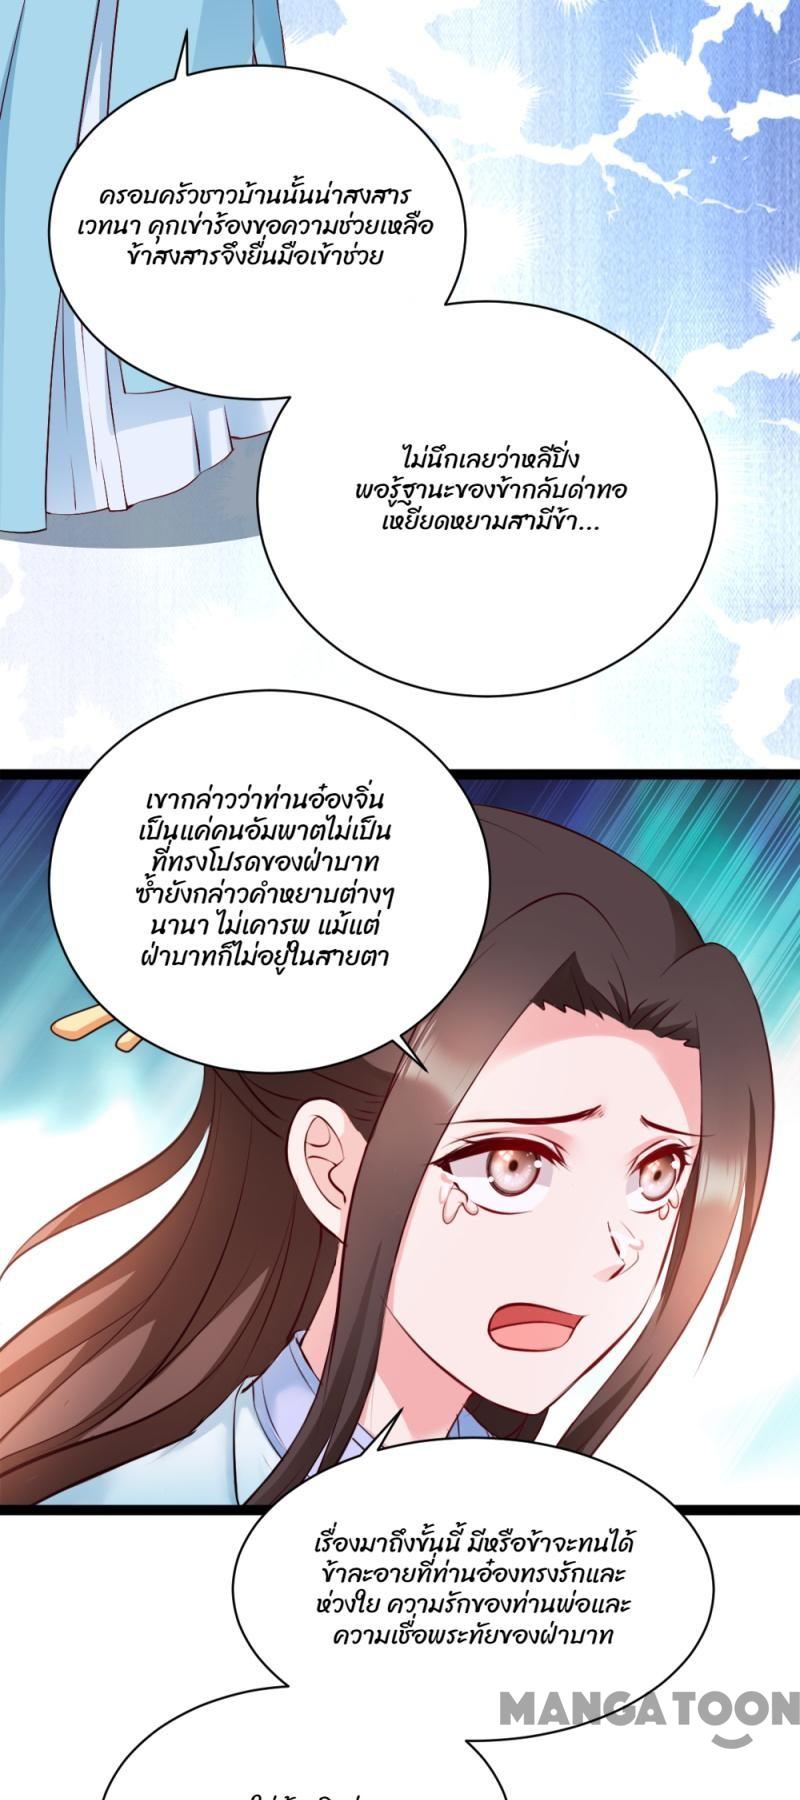 ครอบครัวชาวบ้านนั้นน่าสงสาร
เวทนา คุกเข่าร้องขอความช่วยเหลือ
ข้าสงสารจึงยื่นมือเข้าช่วย
ไม่นึกเลยว่าหลีปิ่ง
พอรู้ฐานะของข้ากลับด่าทอ
เหยียดหยามสามีข้า...
เขากล่าวว่าท่านอ๋องจิ่น
เป็นแค่คนอัมพาตไม่เป็น
ที่ทรงโปรดของฝ่าบาท
ซ้ำยังกล่าวคำหยาบต่างๆ
นานา ไม่เคารพ แม้แต่
ฝ่าบาทก็ไม่อยู่ในสายตา
เรื่องมาถึงขั้นนี้ มีหรือข้าจะทนได้
ข้าละอายที่ท่านอ๋องทรงรักและ
ห่วงใย ความรักของท่านพ่อและ
ความเชื่อพระทัยของฝ่าบาท
MANGATOON